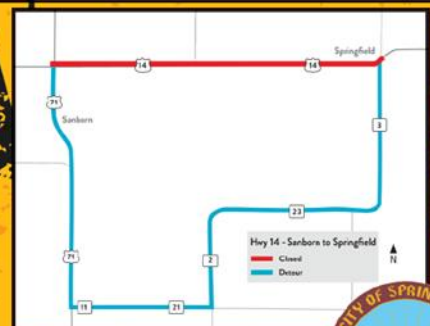 Springfield
14
14
71
Sanborn
3
23
Hwy 14 - Sanborn to Springfield
Closed
Detour
N
71
2
21
CITY OF SPRIN